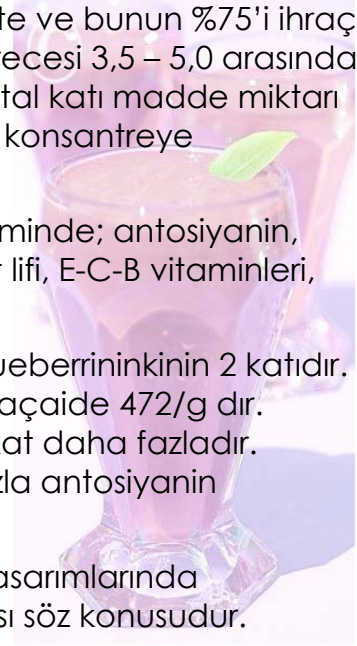 te ve bunun %75’i ihraç
ecesi 3,5 – 5,0 arasında
tal katı madde miktarı
konsantreye
minde; antosiyanin,
lifi, E-C-B vitaminleri,
ueberrininkinin 2 katıdır.
açaide 472/g dır.
at daha fazladır.
la antosiyanin
asarımlarında
sı söz konusudur.